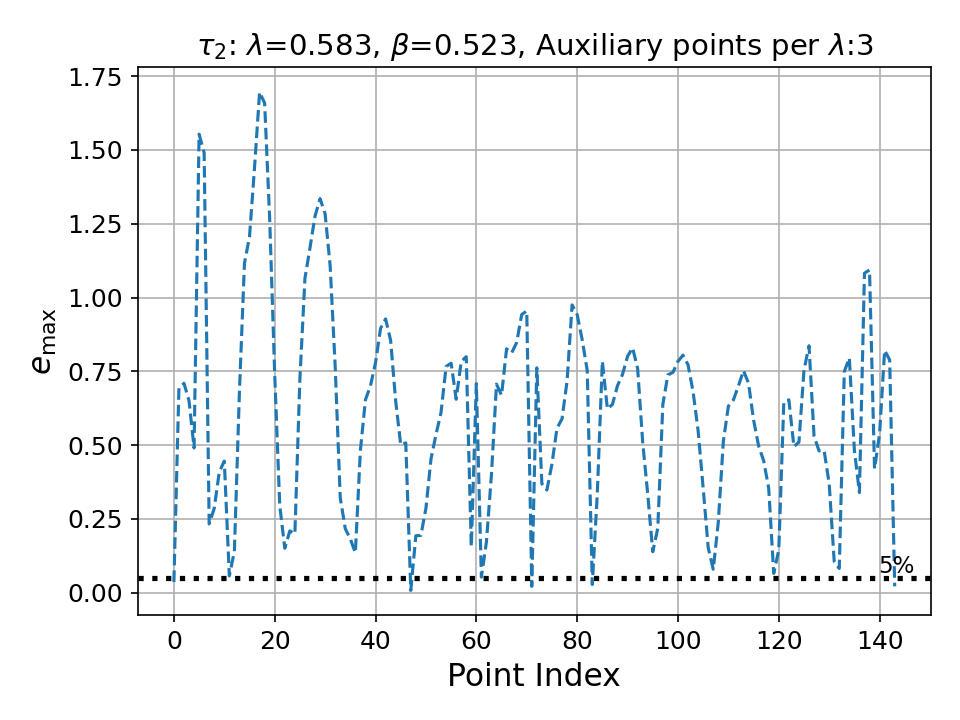 τ₂: λ=0.583, β=0.523, Auxiliary points per λ:3
1.75
1.50
1.25
1.00
0.75
0.50
0.25
0.00
e_max
5%
0 20 40 60 80 100 120 140
Point Index